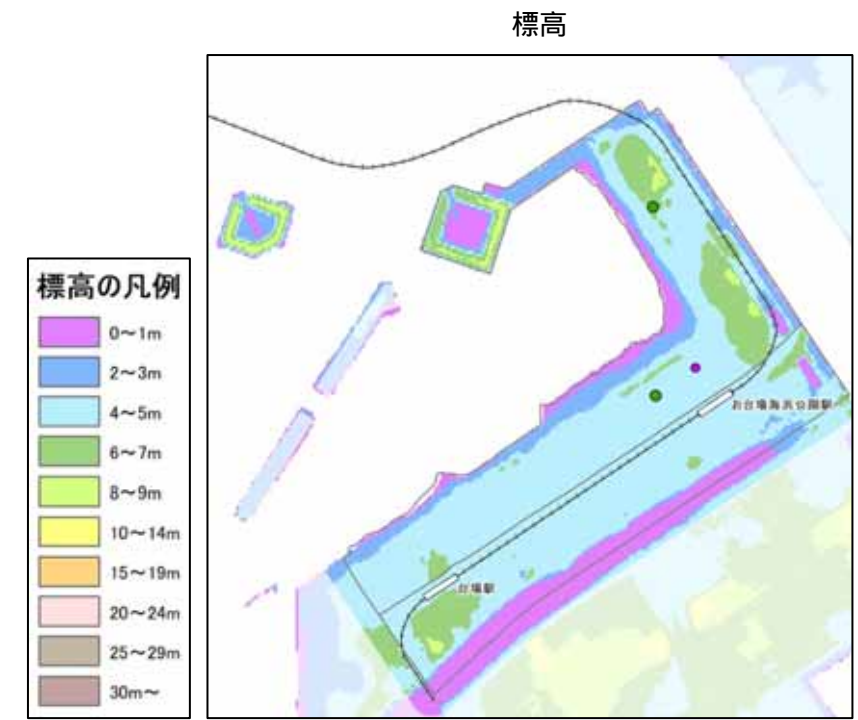 標高
標高の凡例
0～1m
2～3m
4～5m
6～7m
8～9m
10～14m
15～19m
20～24m
25～29m
30m～
お台場海浜公園駅
台場駅